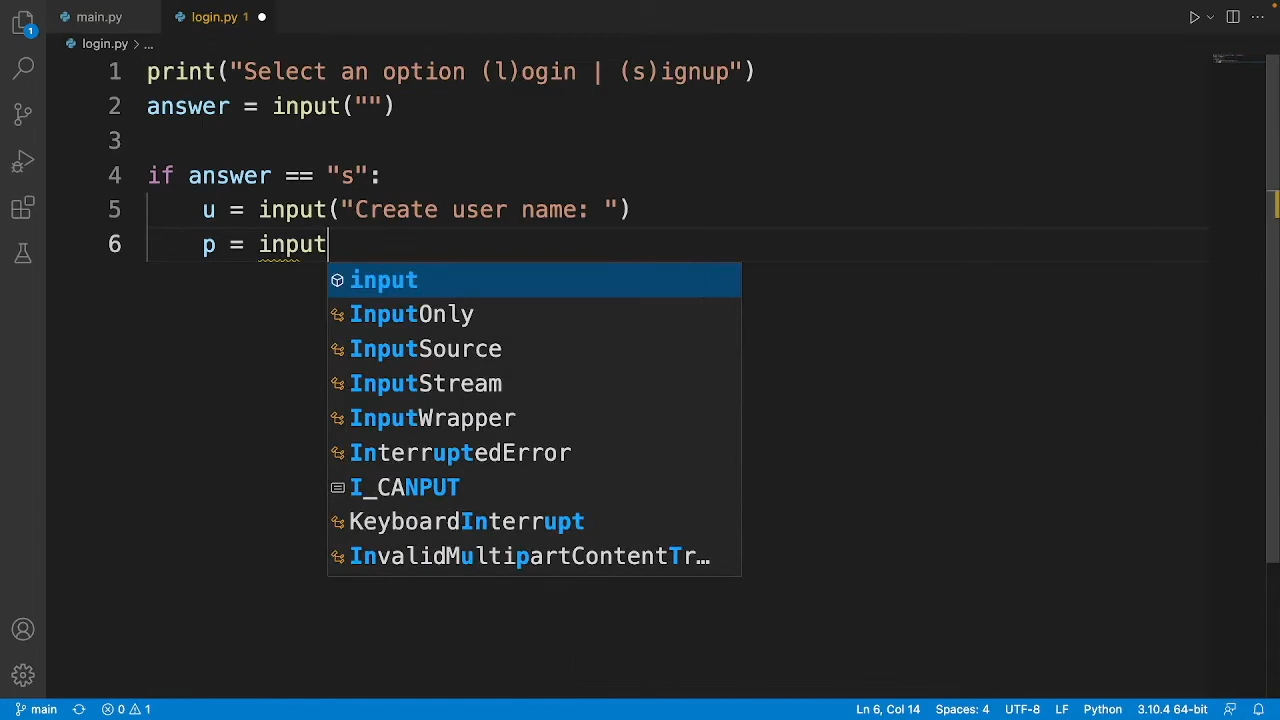 main.py login.py 1
1
login.py > ...
1 print("Select an option (l)ogin | (s)ignup")
2 answer = input("")
3
4 if answer == "s":
5 u = input("Create user name: ")
6 p = input
input
InputOnly
InputSource
InputStream
InputWrapper
InterruptedError
I_CANPUT
KeyboardInterrupt
InvalidMultipartContentTr…
main 0 1 Ln 6, Col 14 Spaces: 4 UTF-8 LF Python 3.10.4 64-bit